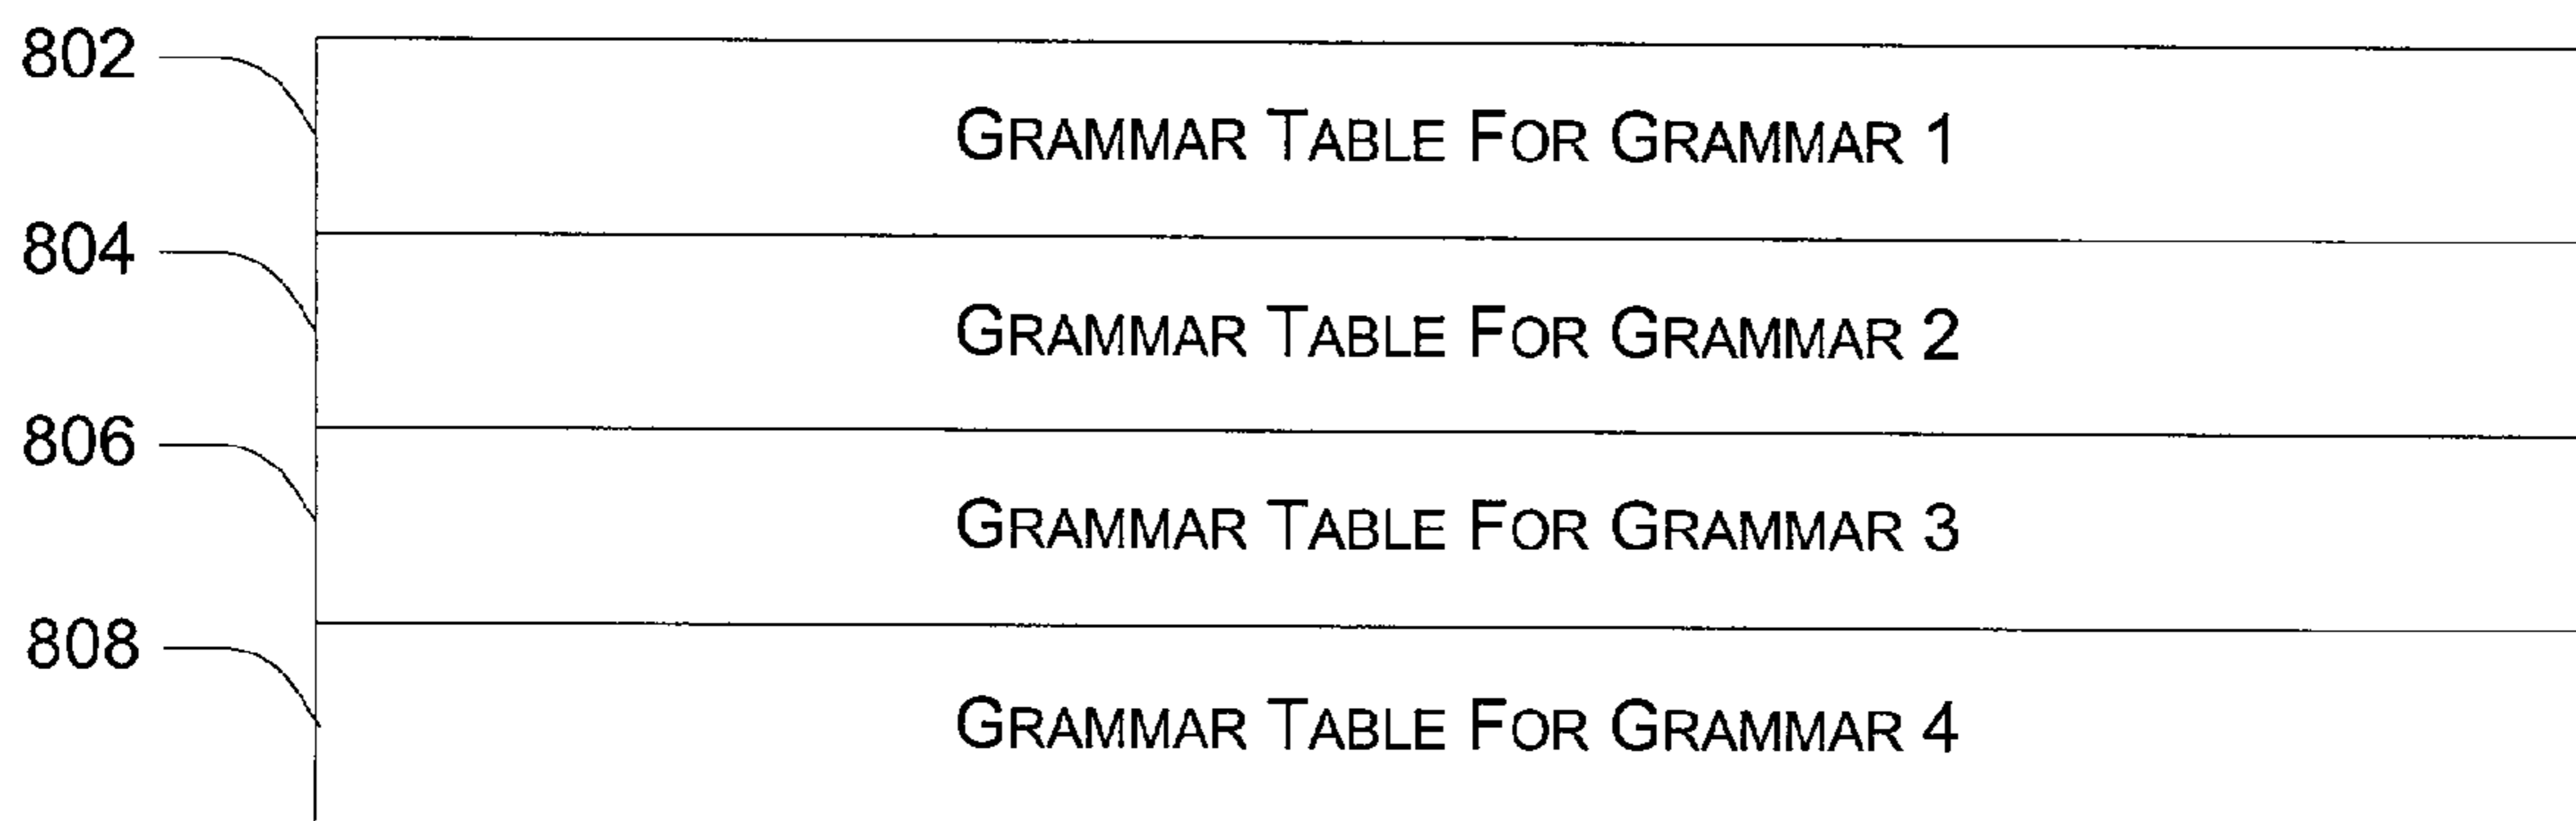 802
GRAMMAR TABLE FOR GRAMMAR 1
804
GRAMMAR TABLE FOR GRAMMAR 2
806
GRAMMAR TABLE FOR GRAMMAR 3
808
GRAMMAR TABLE FOR GRAMMAR 4